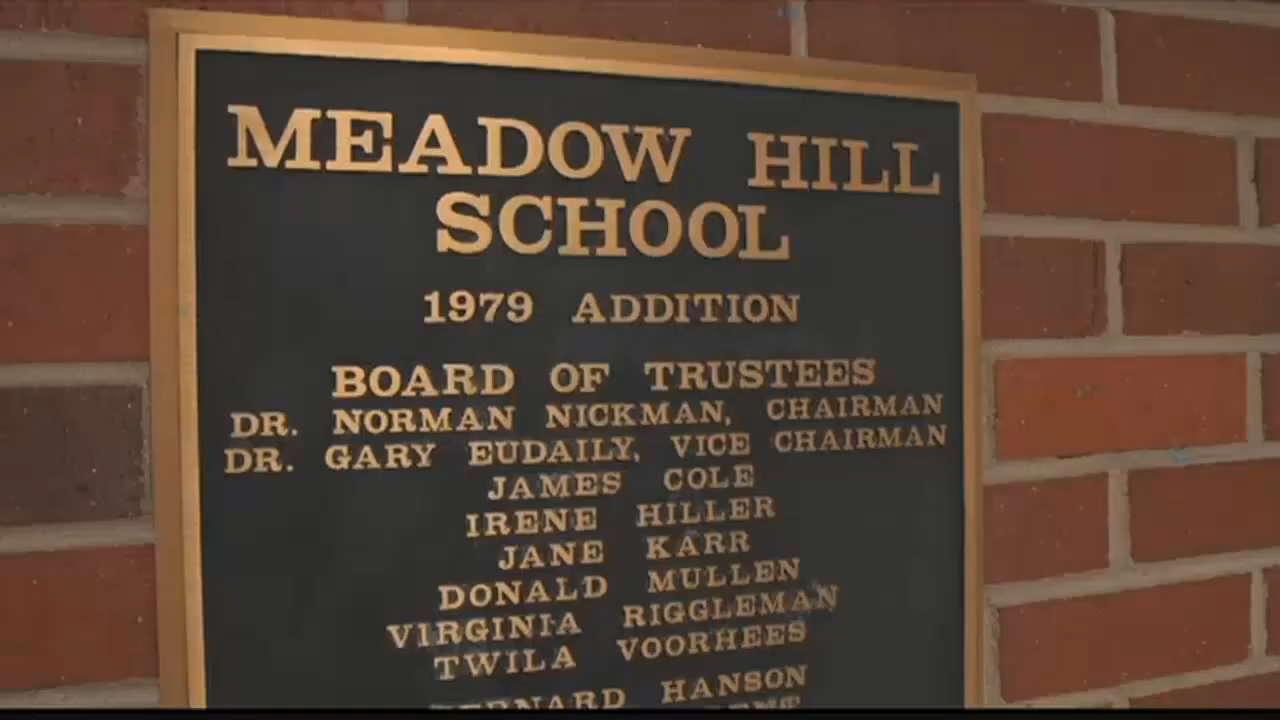 MEADOW HILL
SCHOOL
1979 ADDITION
BOARD OF TRUSTEES
DR. NORMAN NICKMAN, CHAIRMAN
DR. GARY EUDAILY, VICE CHAIRMAN
JAMES COLE
IRENE HILLER
JANE KARR
DONALD MULLEN
VIRGINIA RIGGLEMAN
TWILA VOORHEES
HANSON